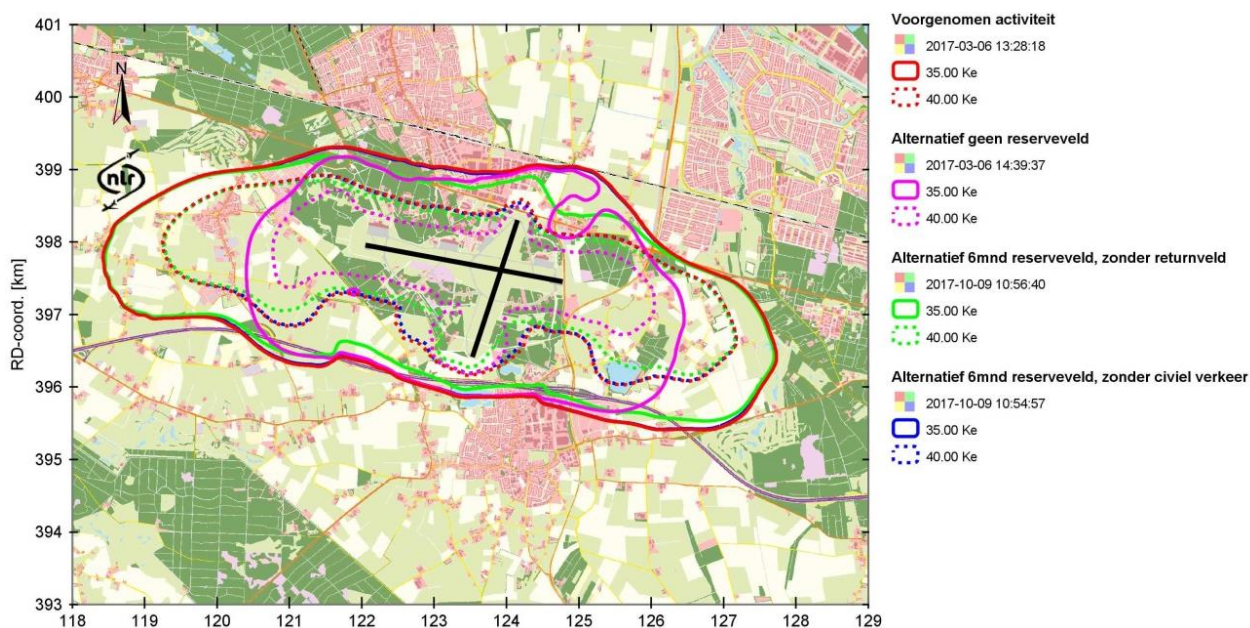 401
400
399
398
397
396
395
394
393
RD-coord. [km]
118 119 120 121 122 123 124 125 126 127 128 129
N
nlr
Voorgenomen activiteit
2017-03-06 13:28:18
35.00 Ke
40.00 Ke
Alternatief geen reserveveld
2017-03-06 14:39:37
35.00 Ke
40.00 Ke
Alternatief 6mnd reserveveld, zonder returnveld
2017-10-09 10:56:40
35.00 Ke
40.00 Ke
Alternatief 6mnd reserveveld, zonder civiel verkeer
2017-10-09 10:54:57
35.00 Ke
40.00 Ke